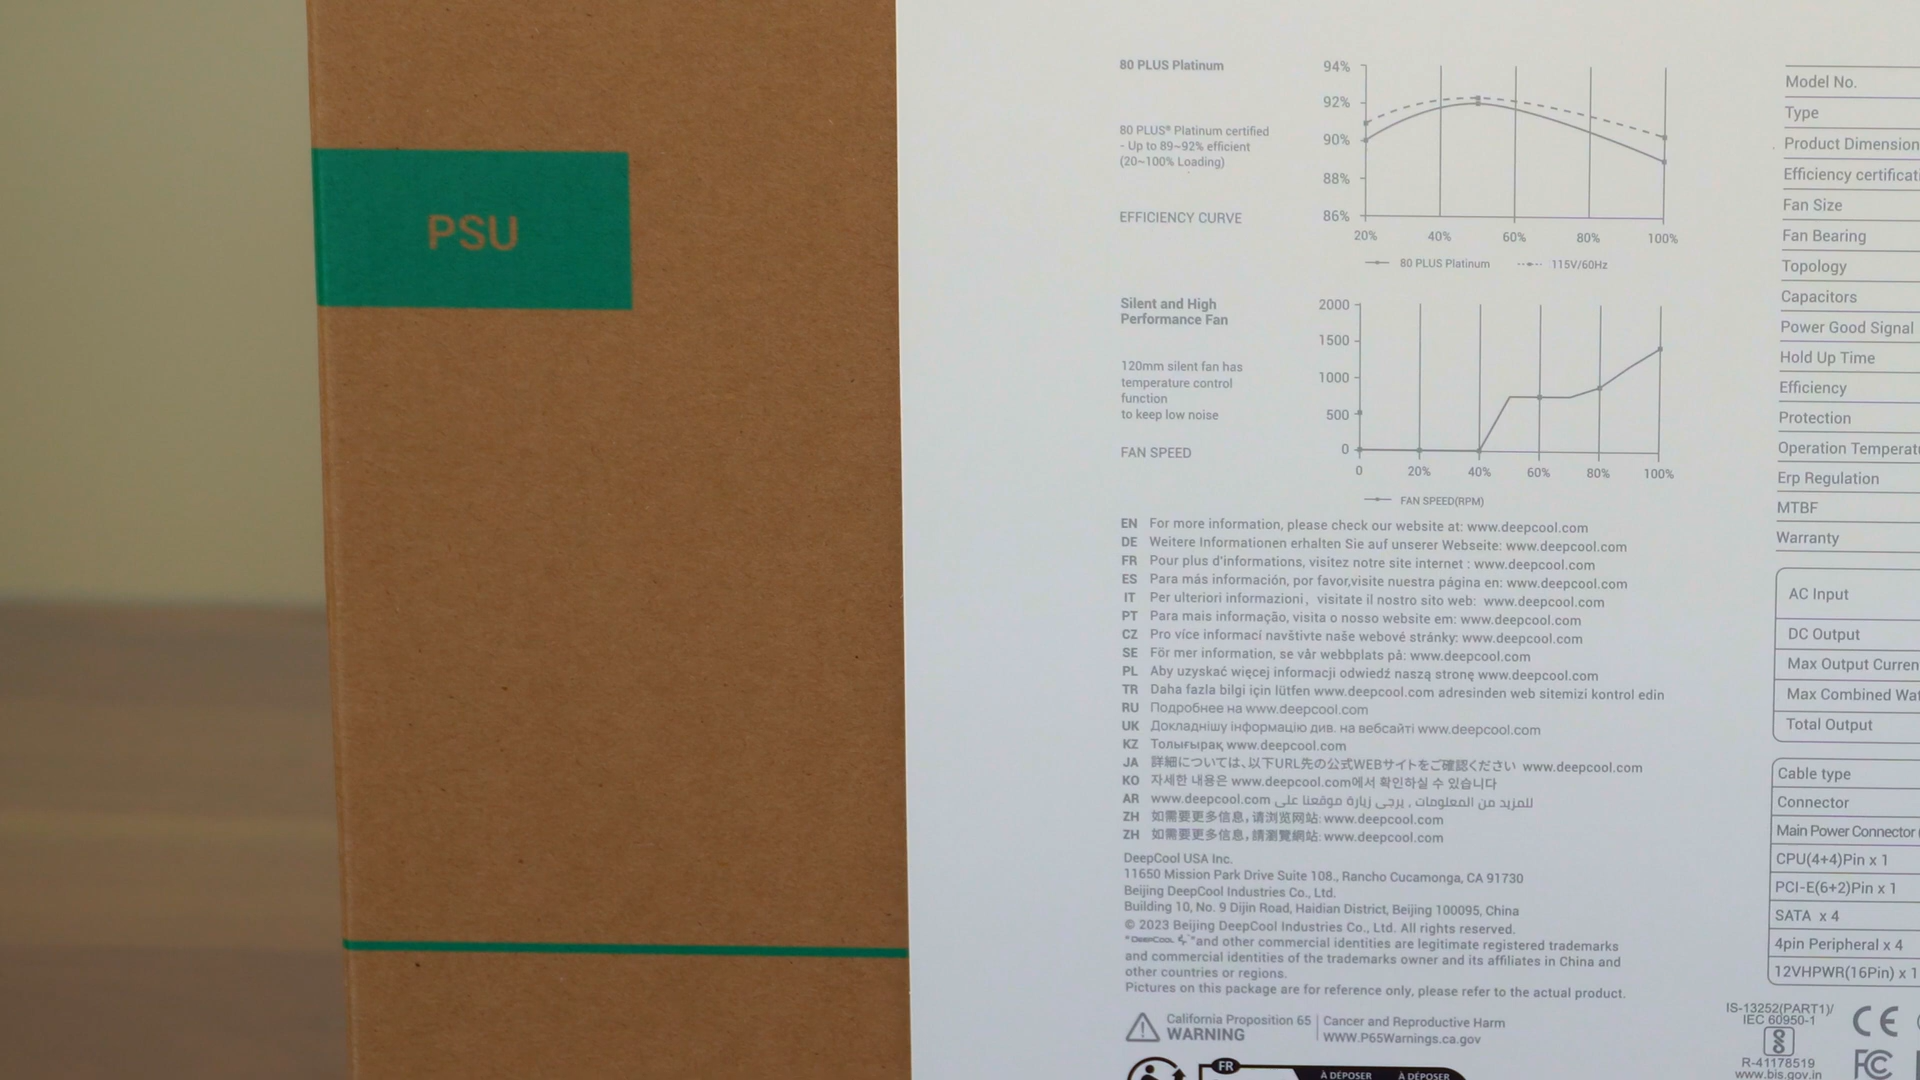 PSU
80 PLUS Platinum
80 PLUS® Platinum certified
- Up to 89~92% efficient
(20~100% Loading)
EFFICIENCY CURVE
94%
92%
90%
88%
86%
20% 40% 60% 80% 100%
80 PLUS Platinum 115V/60Hz
Silent and High
Performance Fan
120mm silent fan has
temperature control
function
to keep low noise
FAN SPEED
2000
1500
1000
500
0
0 20% 40% 60% 80% 100%
FAN SPEED(RPM)
EN For more information, please check our website at: www.deepcool.com
DE Weitere Informationen erhalten Sie auf unserer Webseite: www.deepcool.com
FR Pour plus d'informations, visitez notre site internet : www.deepcool.com
ES Para más información, por favor,visite nuestra página en: www.deepcool.com
IT Per ulteriori informazioni, visitate il nostro sito web: www.deepcool.com
PT Para mais informação, visita o nosso website em: www.deepcool.com
CZ Pro více informací navštivte naše webové stránky: www.deepcool.com
SE För mer information, se vår webbplats på: www.deepcool.com
PL Aby uzyskać więcej informacji odwiedź naszą stronę www.deepcool.com
TR Daha fazla bilgi için lütfen www.deepcool.com adresinden web sitemizi kontrol edin
RU Подробнее на www.deepcool.com
UK Докладнішу інформацію див. на вебсайті www.deepcool.com
KZ Толығырақ www.deepcool.com
JA 詳細については、以下URL先の公式WEBサイトをご確認ください www.deepcool.com
KO 자세한 내용은 www.deepcool.com에서 확인하실 수 있습니다
AR للمزيد من المعلومات , يرجى زيارة موقعنا على www.deepcool.com
ZH 如需要更多信息,请浏览网站: www.deepcool.com
ZH 如需要更多信息,請瀏覽網站: www.deepcool.com
DeepCool USA Inc.
11650 Mission Park Drive Suite 108., Rancho Cucamonga, CA 91730
Beijing DeepCool Industries Co., Ltd.
Building 10, No. 9 Dijin Road, Haidian District, Beijing 100095, China
© 2023 Beijing DeepCool Industries Co., Ltd. All rights reserved.
"DEEPCOOL" and other commercial identities are legitimate registered trademarks
and commercial identities of the trademarks owner and its affiliates in China and
other countries or regions.
Pictures on this package are for reference only, please refer to the actual product.
California Proposition 65
WARNING
Cancer and Reproductive Harm
WWW.P65Warnings.ca.gov
FR
À DÉPOSER À DÉPOSER
Model No.
Type
Product Dimension
Efficiency certificati
Fan Size
Fan Bearing
Topology
Capacitors
Power Good Signal
Hold Up Time
Efficiency
Protection
Operation Temperatu
Erp Regulation
MTBF
Warranty
AC Input
DC Output
Max Output Curren
Max Combined Wat
Total Output
Cable type
Connector
Main Power Connector
CPU(4+4)Pin x 1
PCI-E(6+2)Pin x 1
SATA x 4
4pin Peripheral x 4
12VHPWR(16Pin) x 1
IS-13252(PART1)/
IEC 60950-1
R-41178519
www.bis.gov.in
CE
FC